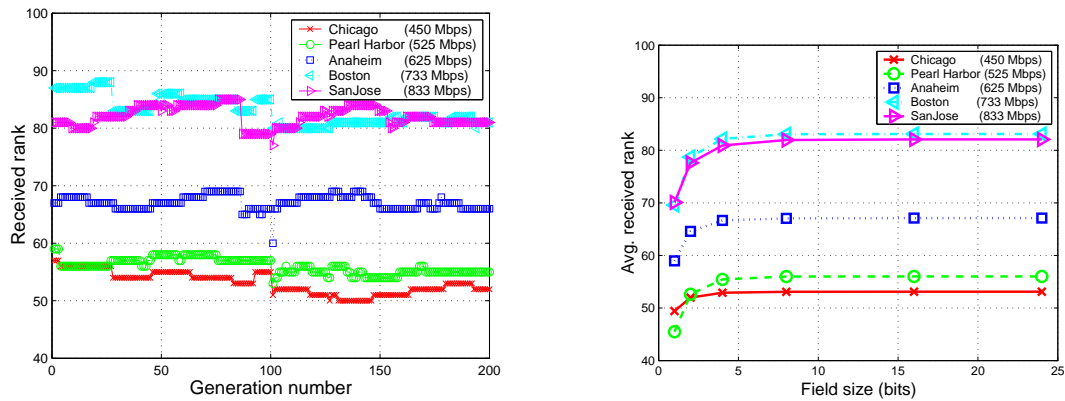 100
90
80
70
60
50
40
0
50
100
150
200
Received rank
Generation number
Chicago (450 Mbps)
Pearl Harbor (525 Mbps)
Anaheim (625 Mbps)
Boston (733 Mbps)
SanJose (833 Mbps)
100
90
80
70
60
50
40
0
5
10
15
20
25
Avg. received rank
Field size (bits)
Chicago (450 Mbps)
Pearl Harbor (525 Mbps)
Anaheim (625 Mbps)
Boston (733 Mbps)
SanJose (833 Mbps)